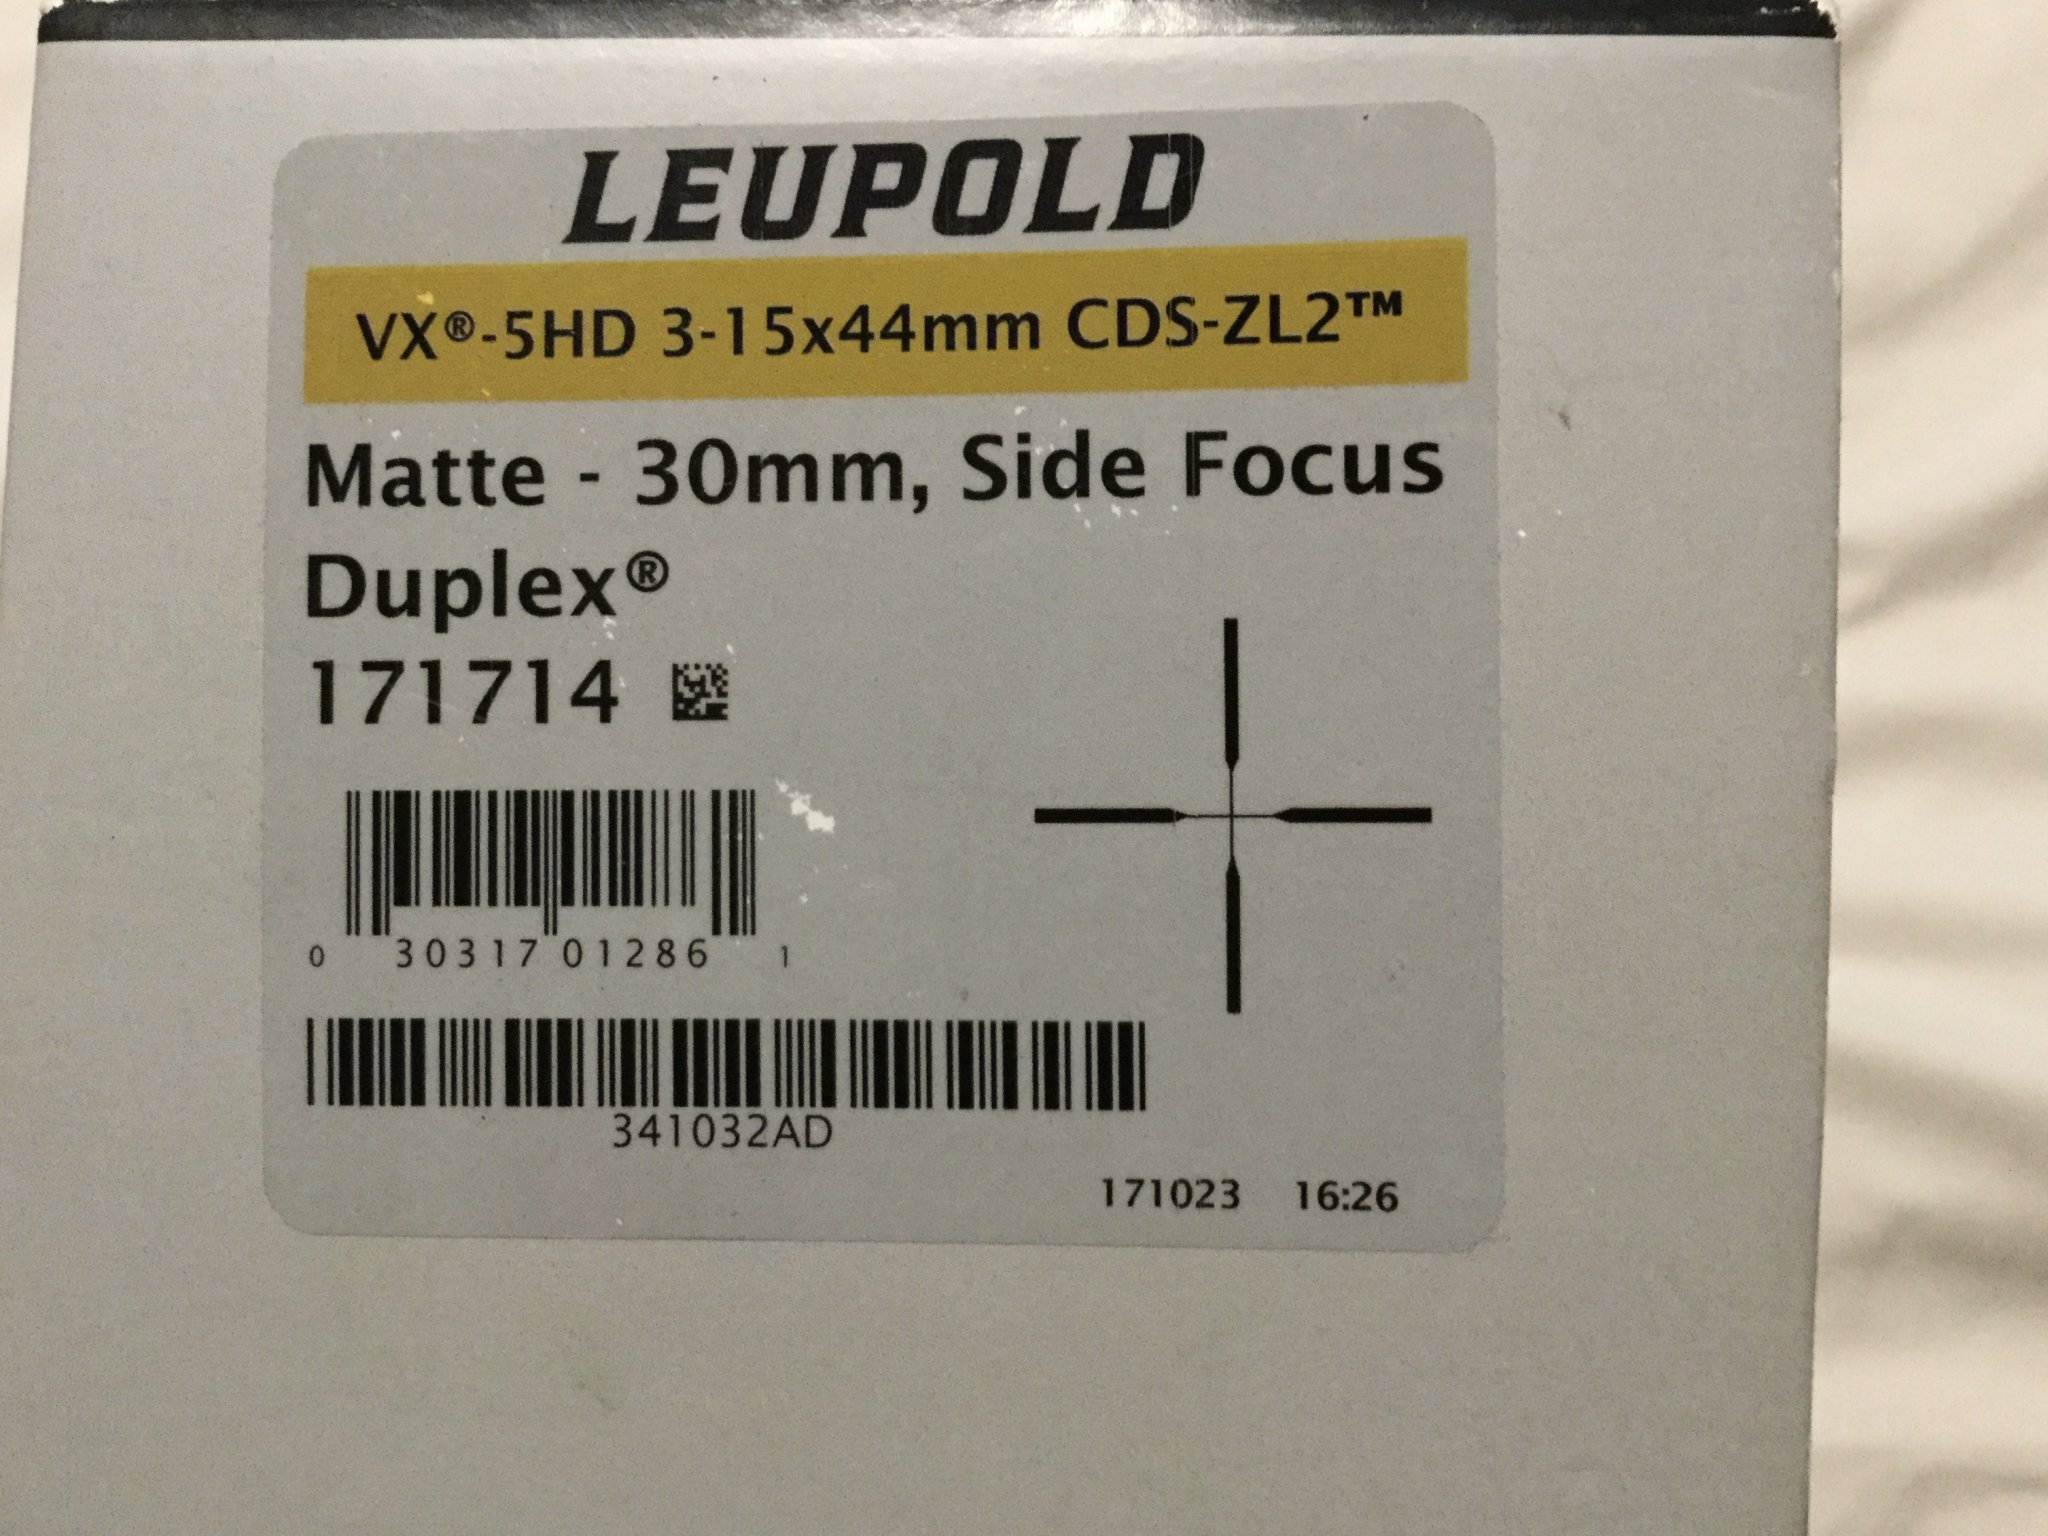 LEUPOLD
VX®-5HD 3-15x44mm CDS-ZL2™
Matte - 30mm, Side Focus
Duplex®
171714
0 30317 01286 1
341032AD
171023 16:26